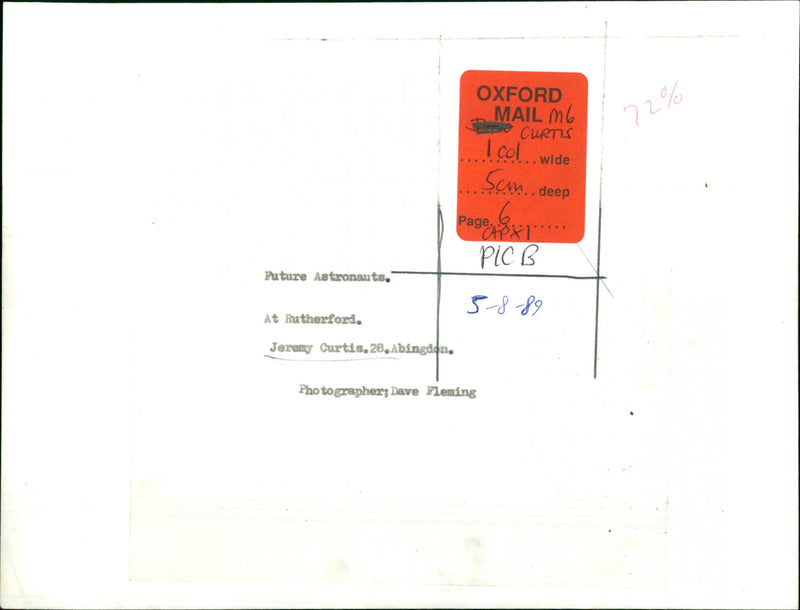 OXFORD
MAIL M6
CURTIS
1 col wide
5cm deep
Page 6
CAPX1
PIC B
72%
Future Astronauts.
5-8-89
At Rutherford.
Jeremy Curtis.28.Abingdon.
Photographer;Dave Fleming